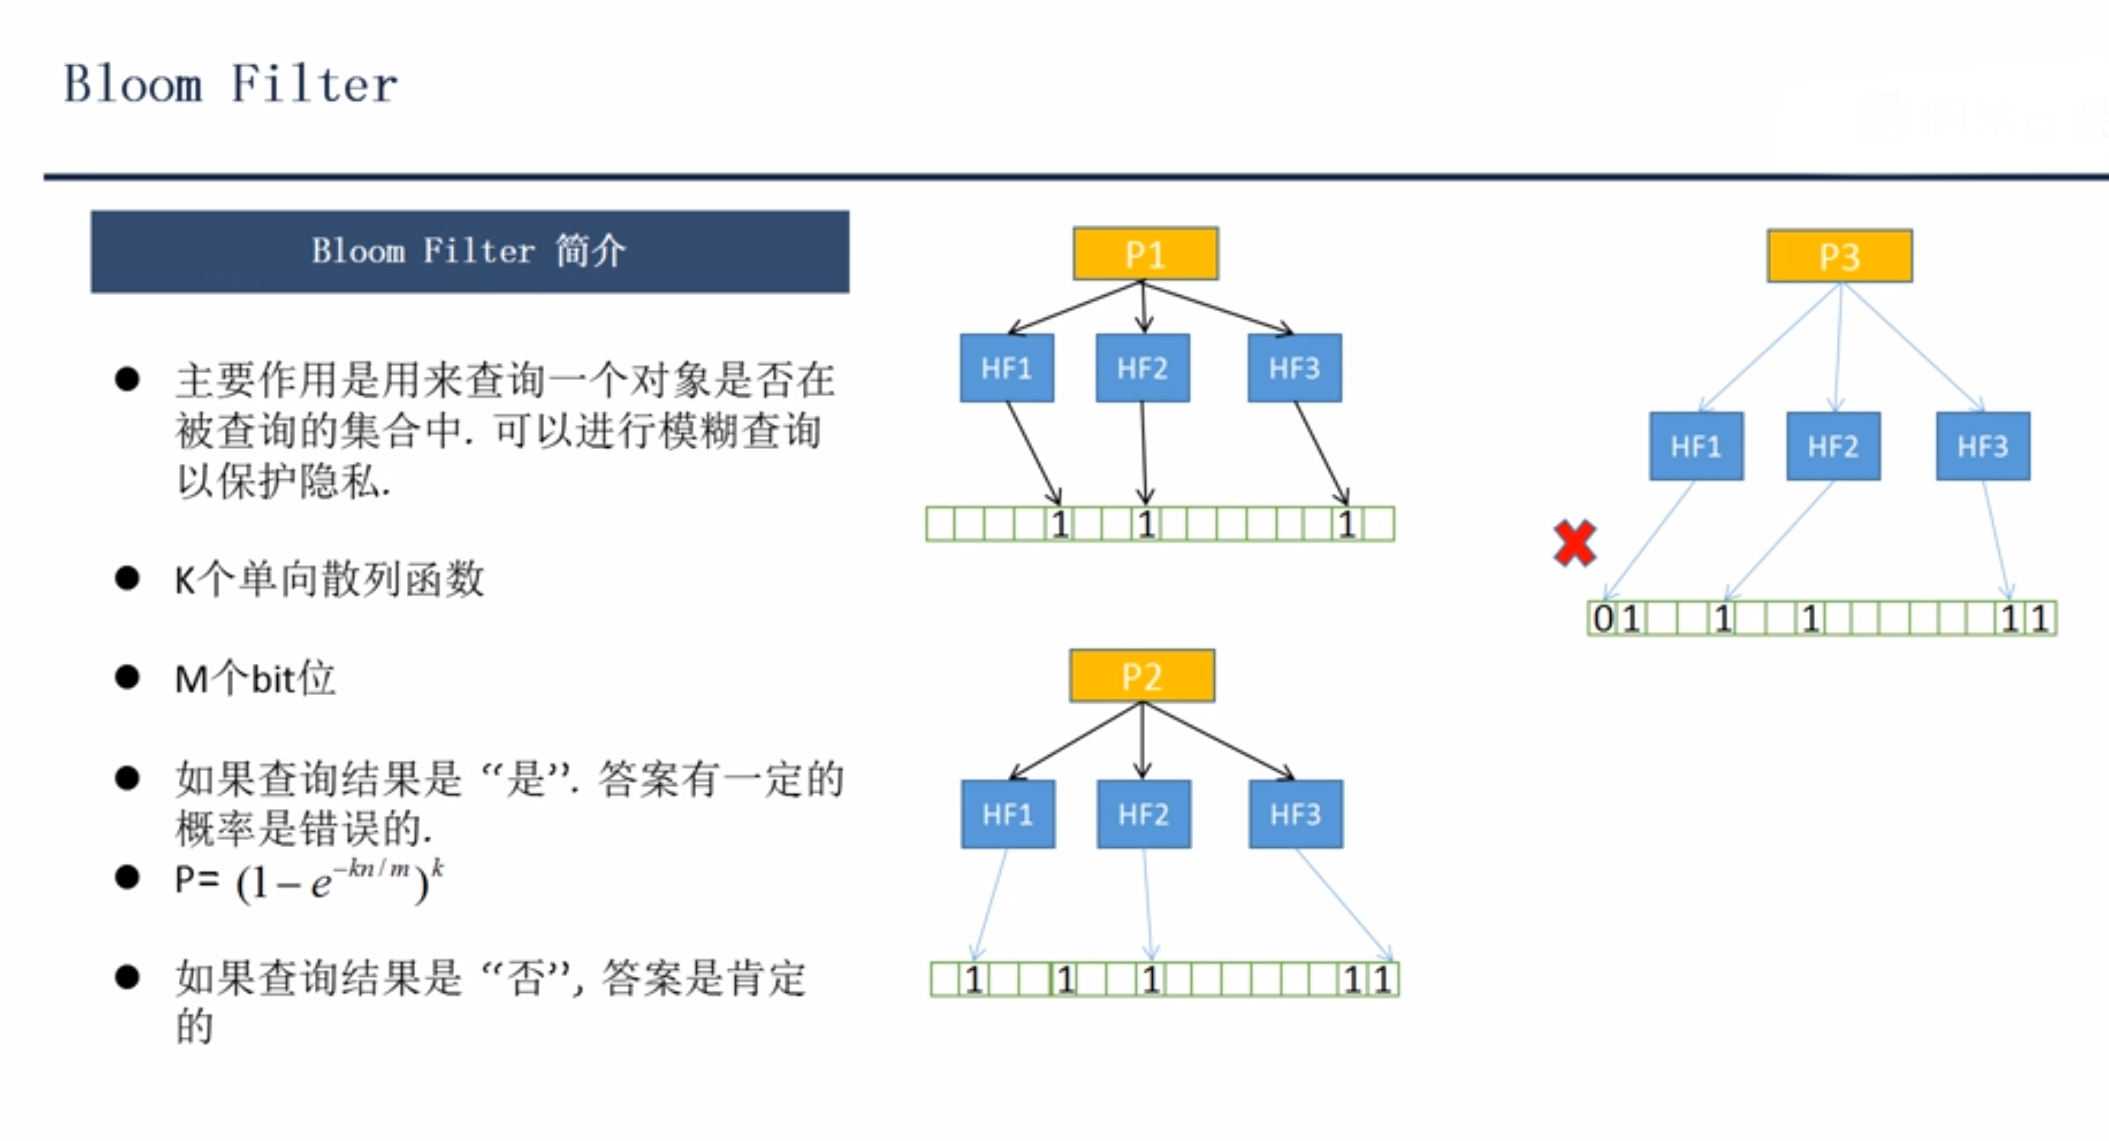 Bloom Filter
Bloom Filter 简介
主要作用是用来查询一个对象是否在
被查询的集合中. 可以进行模糊查询
以保护隐私.
K个单向散列函数
M个bit位
如果查询结果是 “是”. 答案有一定的
概率是错误的.
P= (1-e^{-kn/m})^k
如果查询结果是 “否”, 答案是肯定
的
P1
HF1 HF2 HF3
1 1 1
P2
HF1 HF2 HF3
1 1 1 1 1
P3
HF1 HF2 HF3
0 1 1 1 1 1